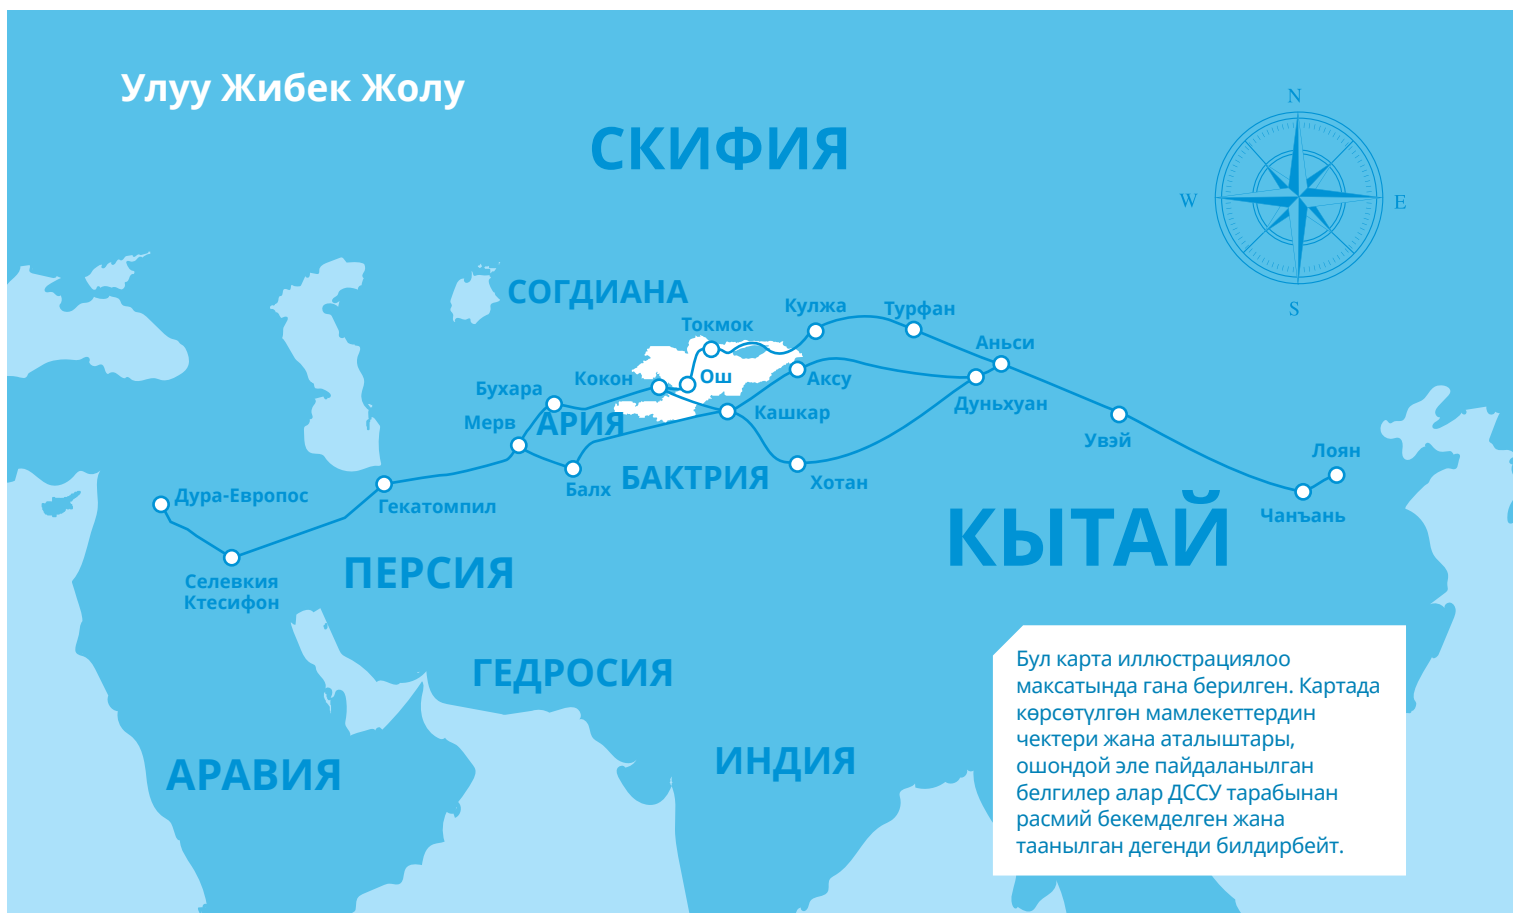 Улуу Жибек Жолу
N
СКИФИЯ
W
E
S
СОГДИАНА
Кулжа
Турфан
Токмок
Аньси
Кокон
Ош
Аксу
Бухара
Дуньхуан
Мерв
АРИЯ
Кашкар
Увэй
Лоян
БАКТРИЯ
Балх
Хотан
Дура-Европос
Гекатомпил
Чанъань
КЫТАЙ
ПЕРСИЯ
Селевкия
Ктесифон
ГЕДРОСИЯ
АРАВИЯ
ИНДИЯ
Бул карта иллюстрациялоо
максатында гана берилген. Картада
көрсөтүлгөн мамлекеттердин
чектери жана аталыштары,
ошондой эле пайдаланылган
белгилер алар ДССУ тарабынан
расмий бекемделген жана
таанылган дегенди билдирбейт.